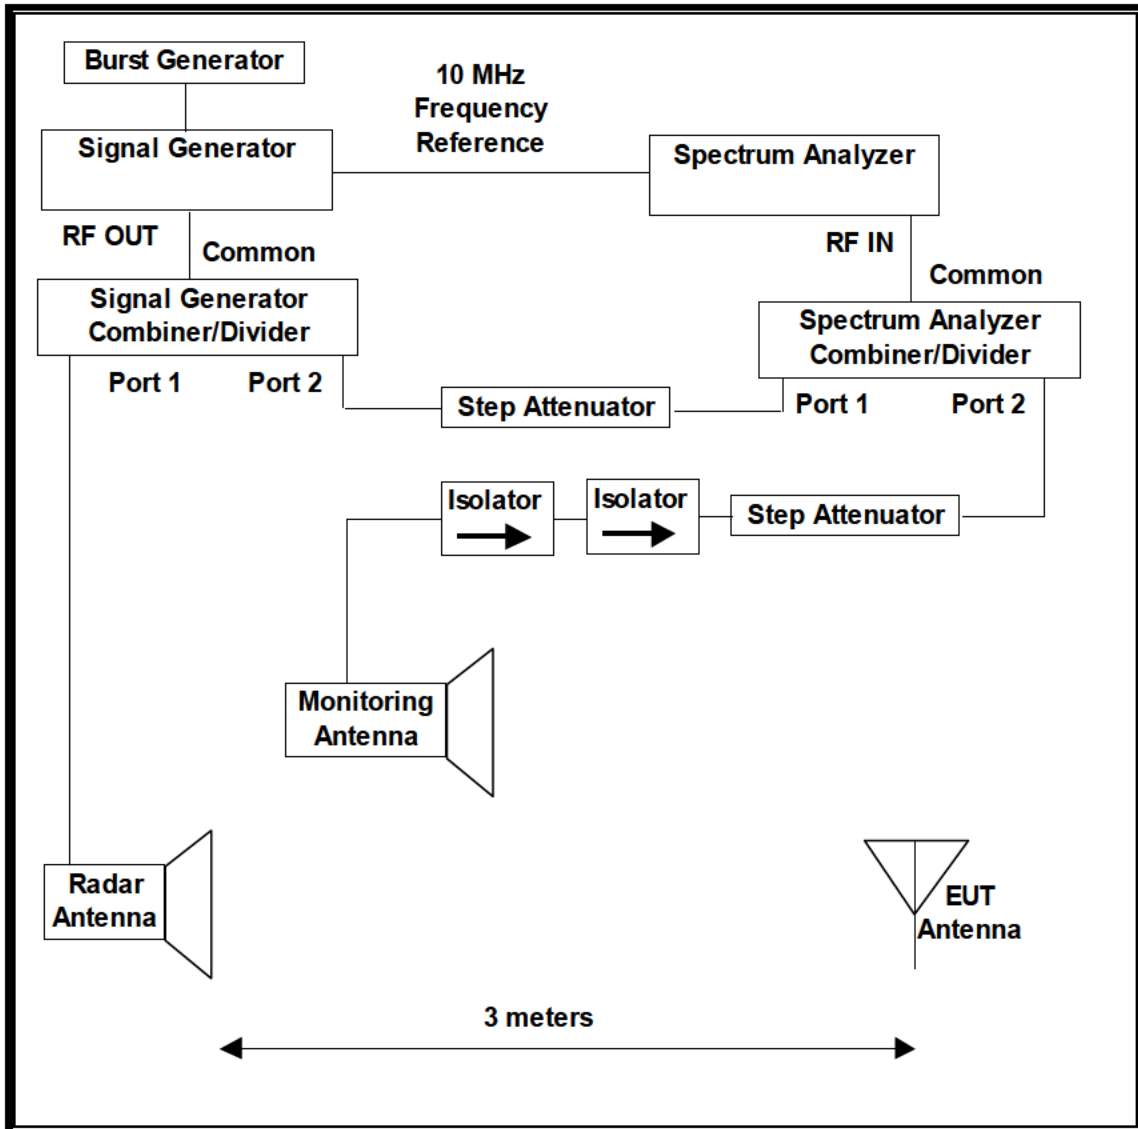 Burst Generator
10 MHz
Frequency
Reference
Signal Generator
Spectrum Analyzer
RF OUT
Common
RF IN
Common
Signal Generator
Combiner/Divider
Spectrum Analyzer
Combiner/Divider
Port 1
Port 2
Step Attenuator
Port 1
Port 2
Isolator
Isolator
Step Attenuator
Monitoring
Antenna
Radar
Antenna
EUT
Antenna
3 meters